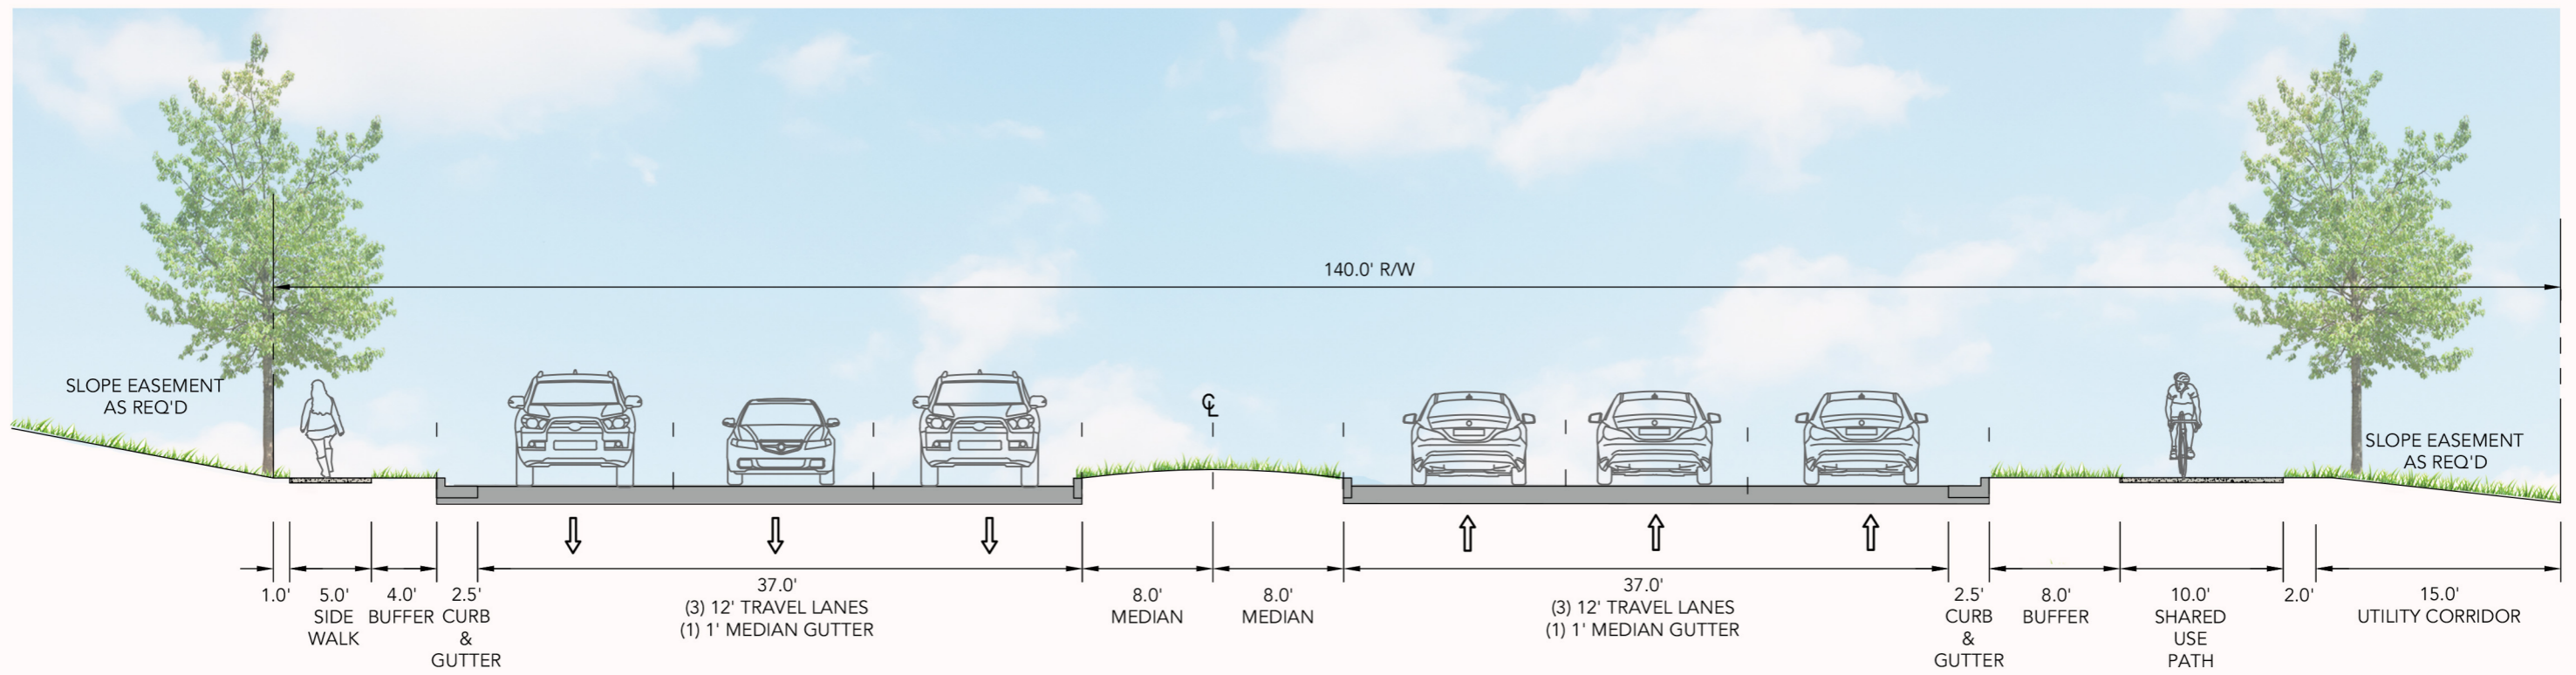 140.0' R/W
SLOPE EASEMENT
AS REQ'D
℄
SLOPE EASEMENT
AS REQ'D
1.0'
5.0'
SIDE
WALK
4.0'
BUFFER
2.5'
CURB
&
GUTTER
37.0'
(3) 12' TRAVEL LANES
(1) 1' MEDIAN GUTTER
8.0'
MEDIAN
8.0'
MEDIAN
37.0'
(3) 12' TRAVEL LANES
(1) 1' MEDIAN GUTTER
2.5'
CURB
&
GUTTER
8.0'
BUFFER
10.0'
SHARED
USE
PATH
2.0'
15.0'
UTILITY CORRIDOR